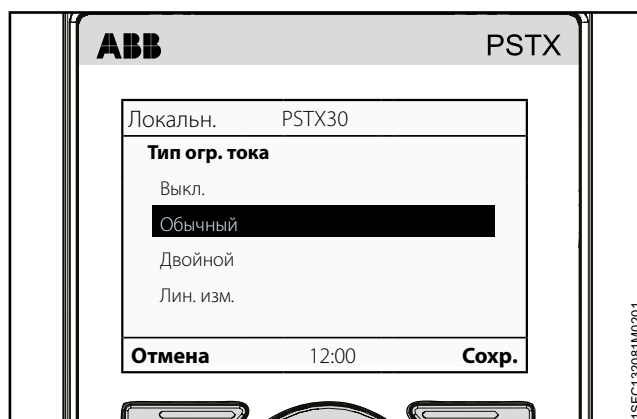 ABB PSTX
Локальн. PSTX30
Тип огр. тока
Выкл.
Обычный
Двойной
Лин. изм.
Отмена 12:00 Сохр.
1SFC132081M0201